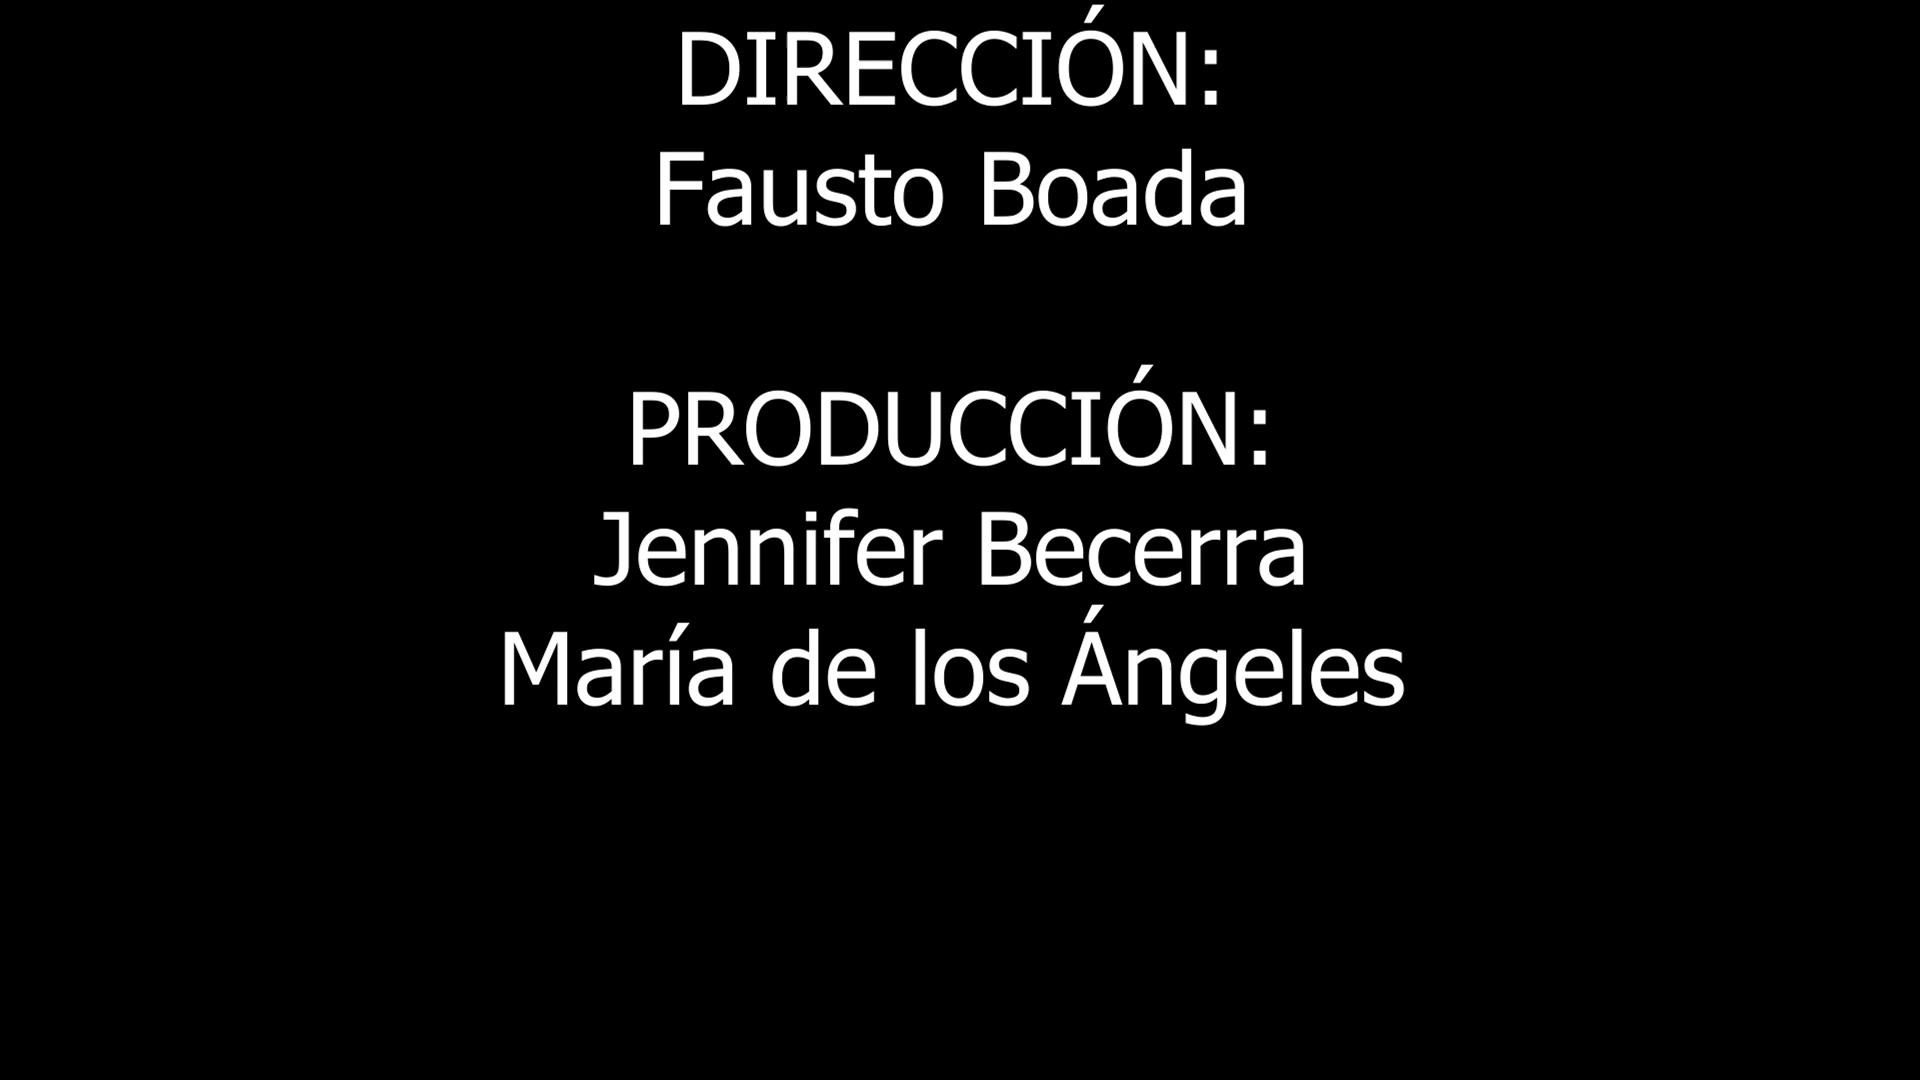 DIRECCIÓN:
Fausto Boada
PRODUCCIÓN:
Jennifer Becerra
María de los Ángeles